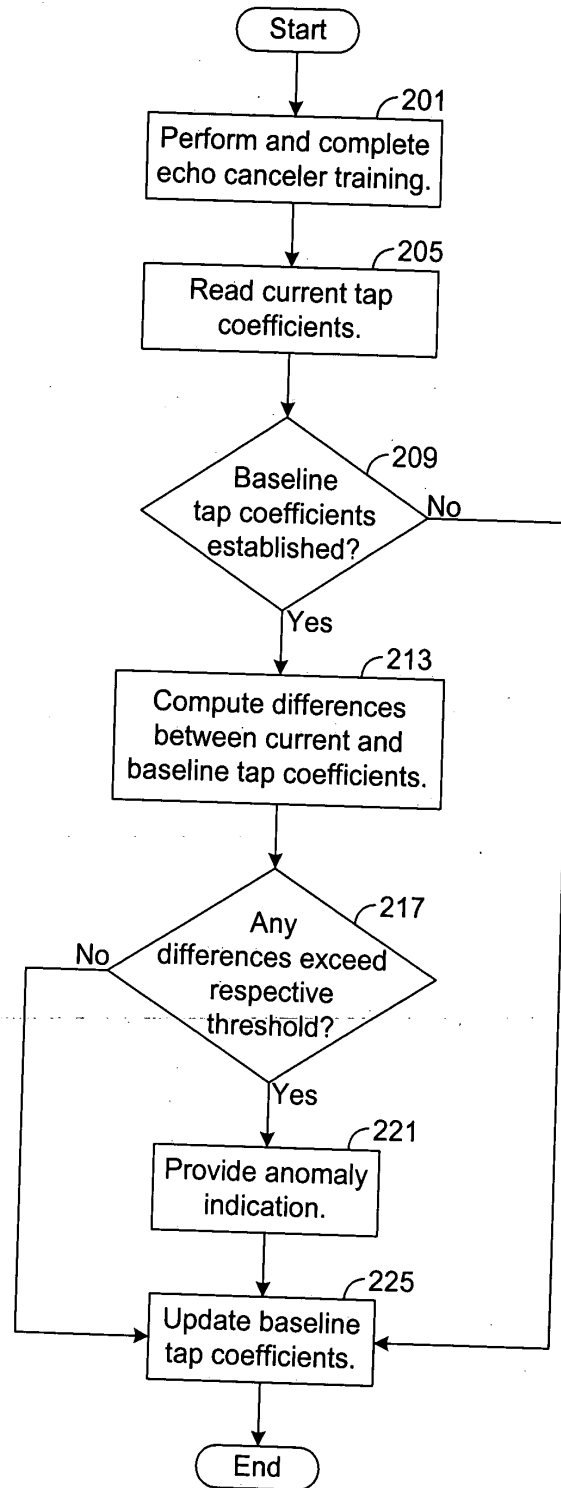 Start
201
Perform and complete
echo canceler training.
205
Read current tap
coefficients.
209
Baseline
tap coefficients
established?
No
Yes
213
Compute differences
between current and
baseline tap coefficients.
217
Any
differences exceed
respective
threshold?
No
Yes
221
Provide anomaly
indication.
225
Update baseline
tap coefficients.
End